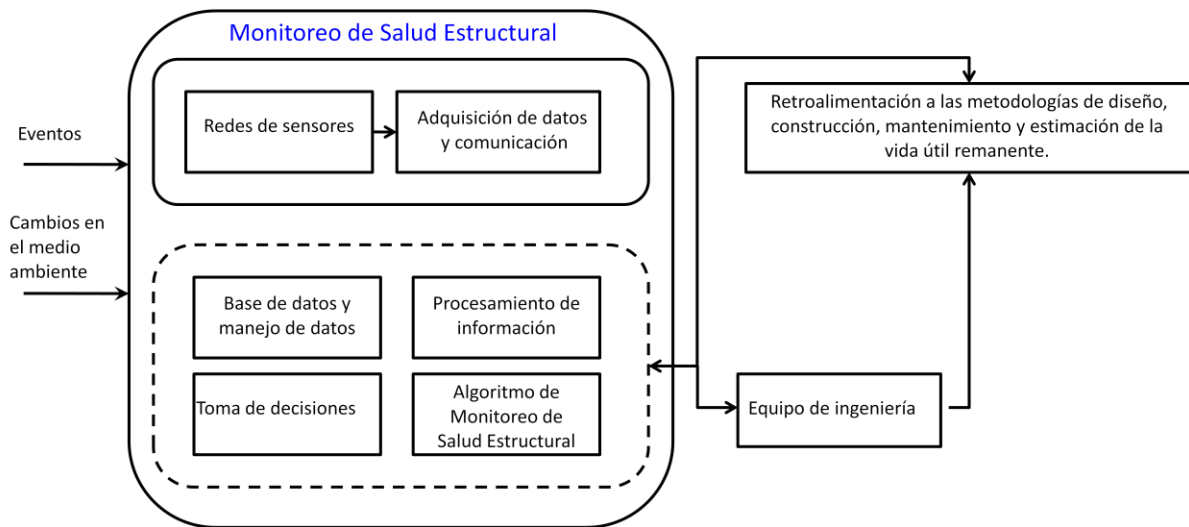 Monitoreo de Salud Estructural
Redes de sensores
Adquisición de datos
y comunicación
Eventos
Cambios en
el medio
ambiente
Base de datos y
manejo de datos
Procesamiento de
información
Toma de decisiones
Algoritmo de
Monitoreo de
Salud Estructural
Retroalimentación a las metodologías de diseño,
construcción, mantenimiento y estimación de la
vida útil remanente.
Equipo de ingeniería